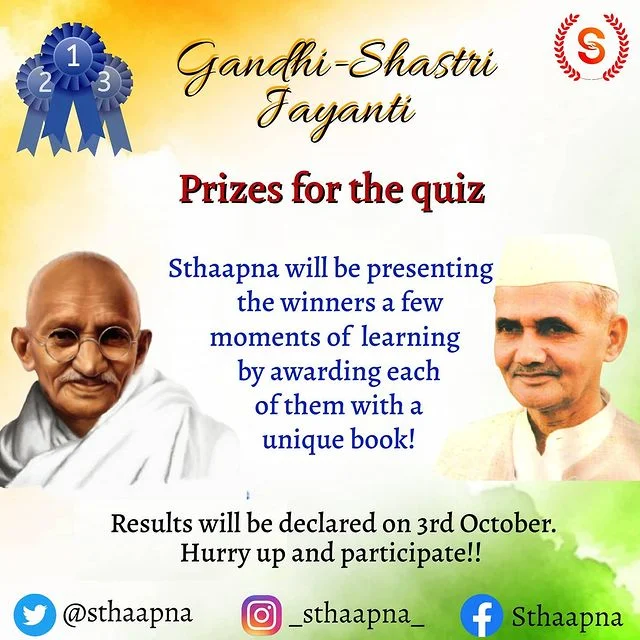 1
2
3
S
Gandhi-Shastri
Jayanti
Prizes for the quiz
Sthaapna will be presenting
the winners a few
moments of learning
by awarding each
of them with a
unique book!
Results will be declared on 3rd October.
Hurry up and participate!!
@sthaapna
_sthaapna_
Sthaapna